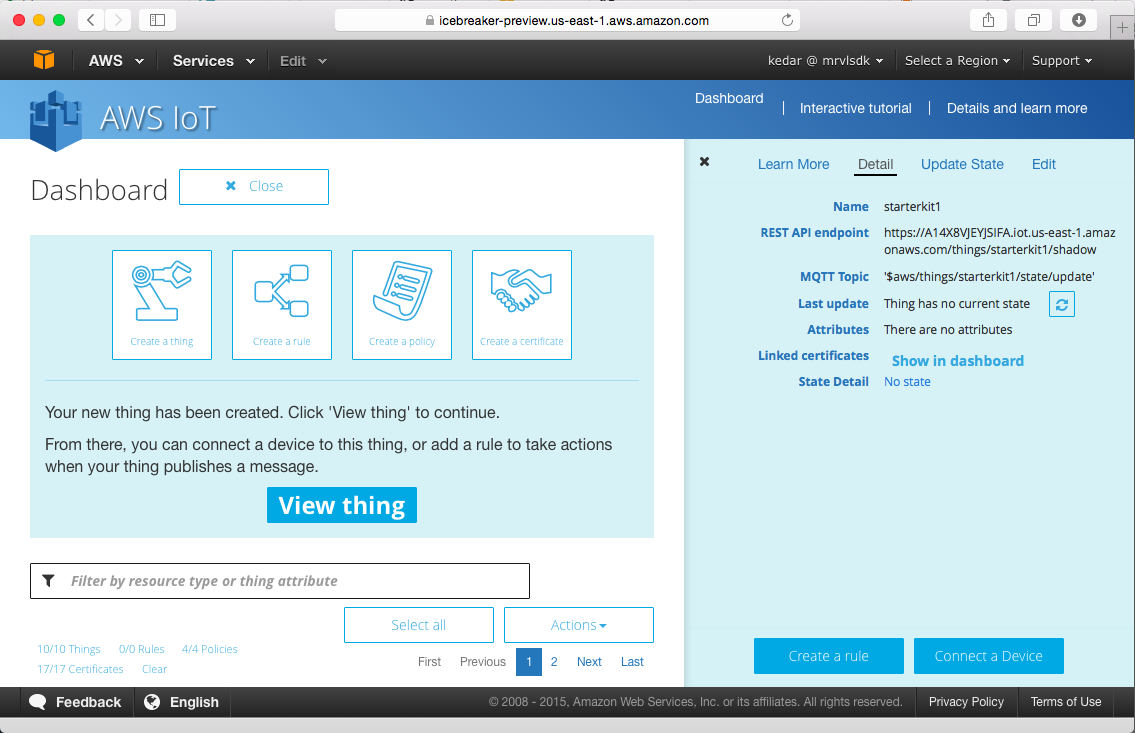 icebreaker-preview.us-east-1.aws.amazon.com
AWS Services Edit kedar @ mrvlsdk Select a Region Support
AWS IoT
Dashboard | Interactive tutorial | Details and learn more
Dashboard
× Close
Create a thing
Create a rule
Create a policy
Create a certificate
Your new thing has been created. Click 'View thing' to continue.
From there, you can connect a device to this thing, or add a rule to take actions
when your thing publishes a message.
View thing
Filter by resource type or thing attribute
Select all
Actions
10/10 Things 0/0 Rules 4/4 Policies
17/17 Certificates Clear
First Previous 1 2 Next Last
Learn More Detail Update State Edit
Name starterkit1
REST API endpoint https://A14X8VJEYJSIFA.iot.us-east-1.amaz
onaws.com/things/starterkit1/shadow
MQTT Topic '$aws/things/starterkit1/state/update'
Last update Thing has no current state
Attributes There are no attributes
Linked certificates Show in dashboard
State Detail No state
Create a rule
Connect a Device
Feedback English © 2008 - 2015, Amazon Web Services, Inc. or its affiliates. All rights reserved. Privacy Policy Terms of Use